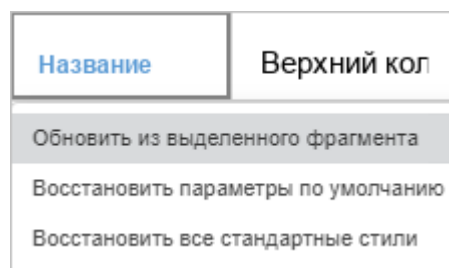 Название
Верхний кол
Обновить из выделенного фрагмента
Восстановить параметры по умолчанию
Восстановить все стандартные стили